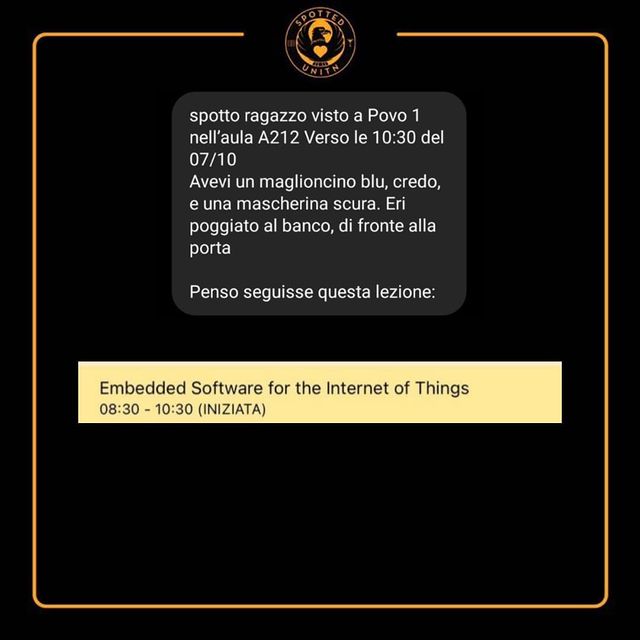 SPOTTED
UNITN
spotto ragazzo visto a Povo 1
nell'aula A212 Verso le 10:30 del
07/10
Avevi un maglioncino blu, credo,
e una mascherina scura. Eri
poggiato al banco, di fronte alla
porta
Penso seguisse questa lezione:
Embedded Software for the Internet of Things
08:30 - 10:30 (INIZIATA)